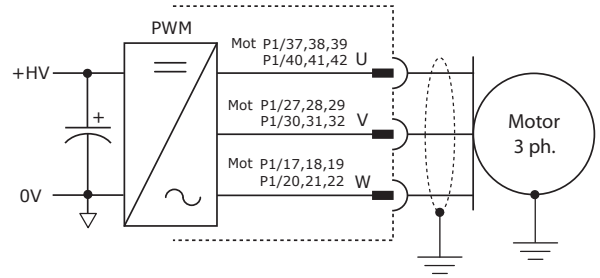 PWM
Mot P1/37,38,39
P1/40,41,42 U
+HV
Mot P1/27,28,29
P1/30,31,32 V
+
Motor
3 ph.
Mot P1/17,18,19
P1/20,21,22 W
0V